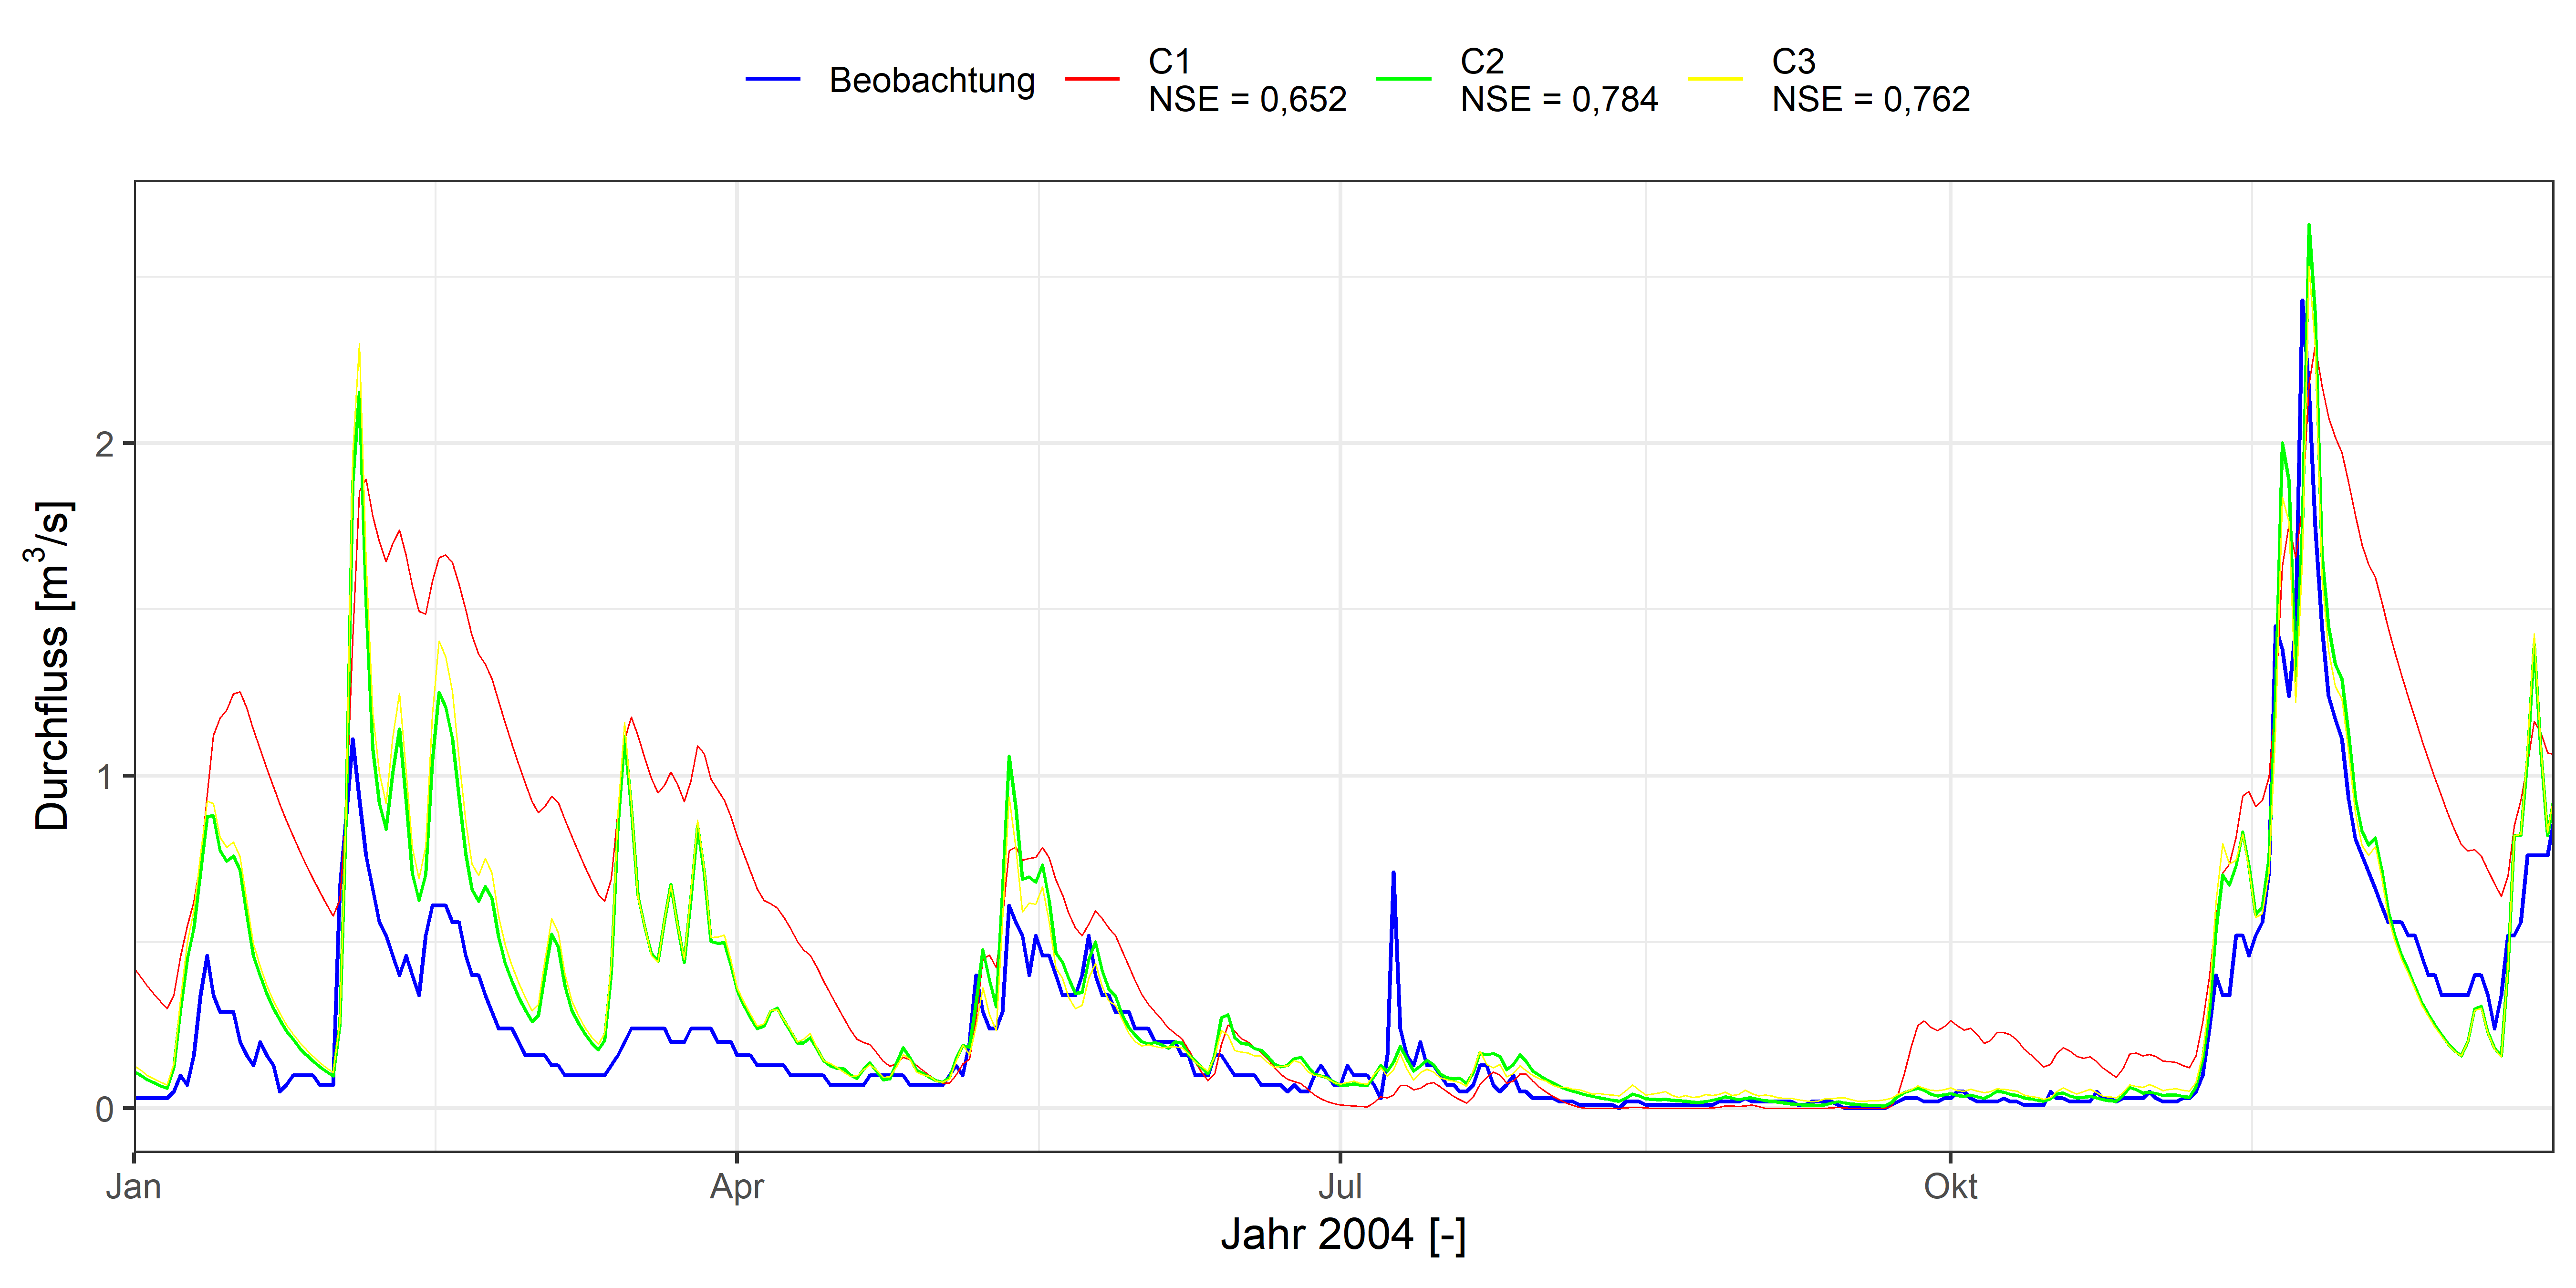 Beobachtung
C1
NSE = 0,652
C2
NSE = 0,784
C3
NSE = 0,762
Durchfluss [m³/s]
2
1
0
Jan
Apr
Jul
Okt
Jahr 2004 [-]